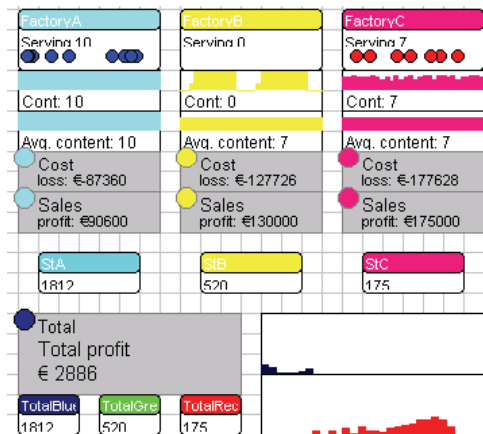 FactoryA FactoryB FactoryC
Serving 10 Serving 0 Serving 7
Cont: 10 Cont: 0 Cont: 7
Avg. content: 10 Avg. content: 7 Avg. content: 7
Cost Cost Cost
loss: €-87360 loss: €-127726 loss: €-177628
Sales Sales Sales
profit: €90600 profit: €130000 profit: €175000
StA StB StC
1812 520 175
Total
Total profit
€ 2886
TotalBlu TotalGre TotalRec
1812 520 175